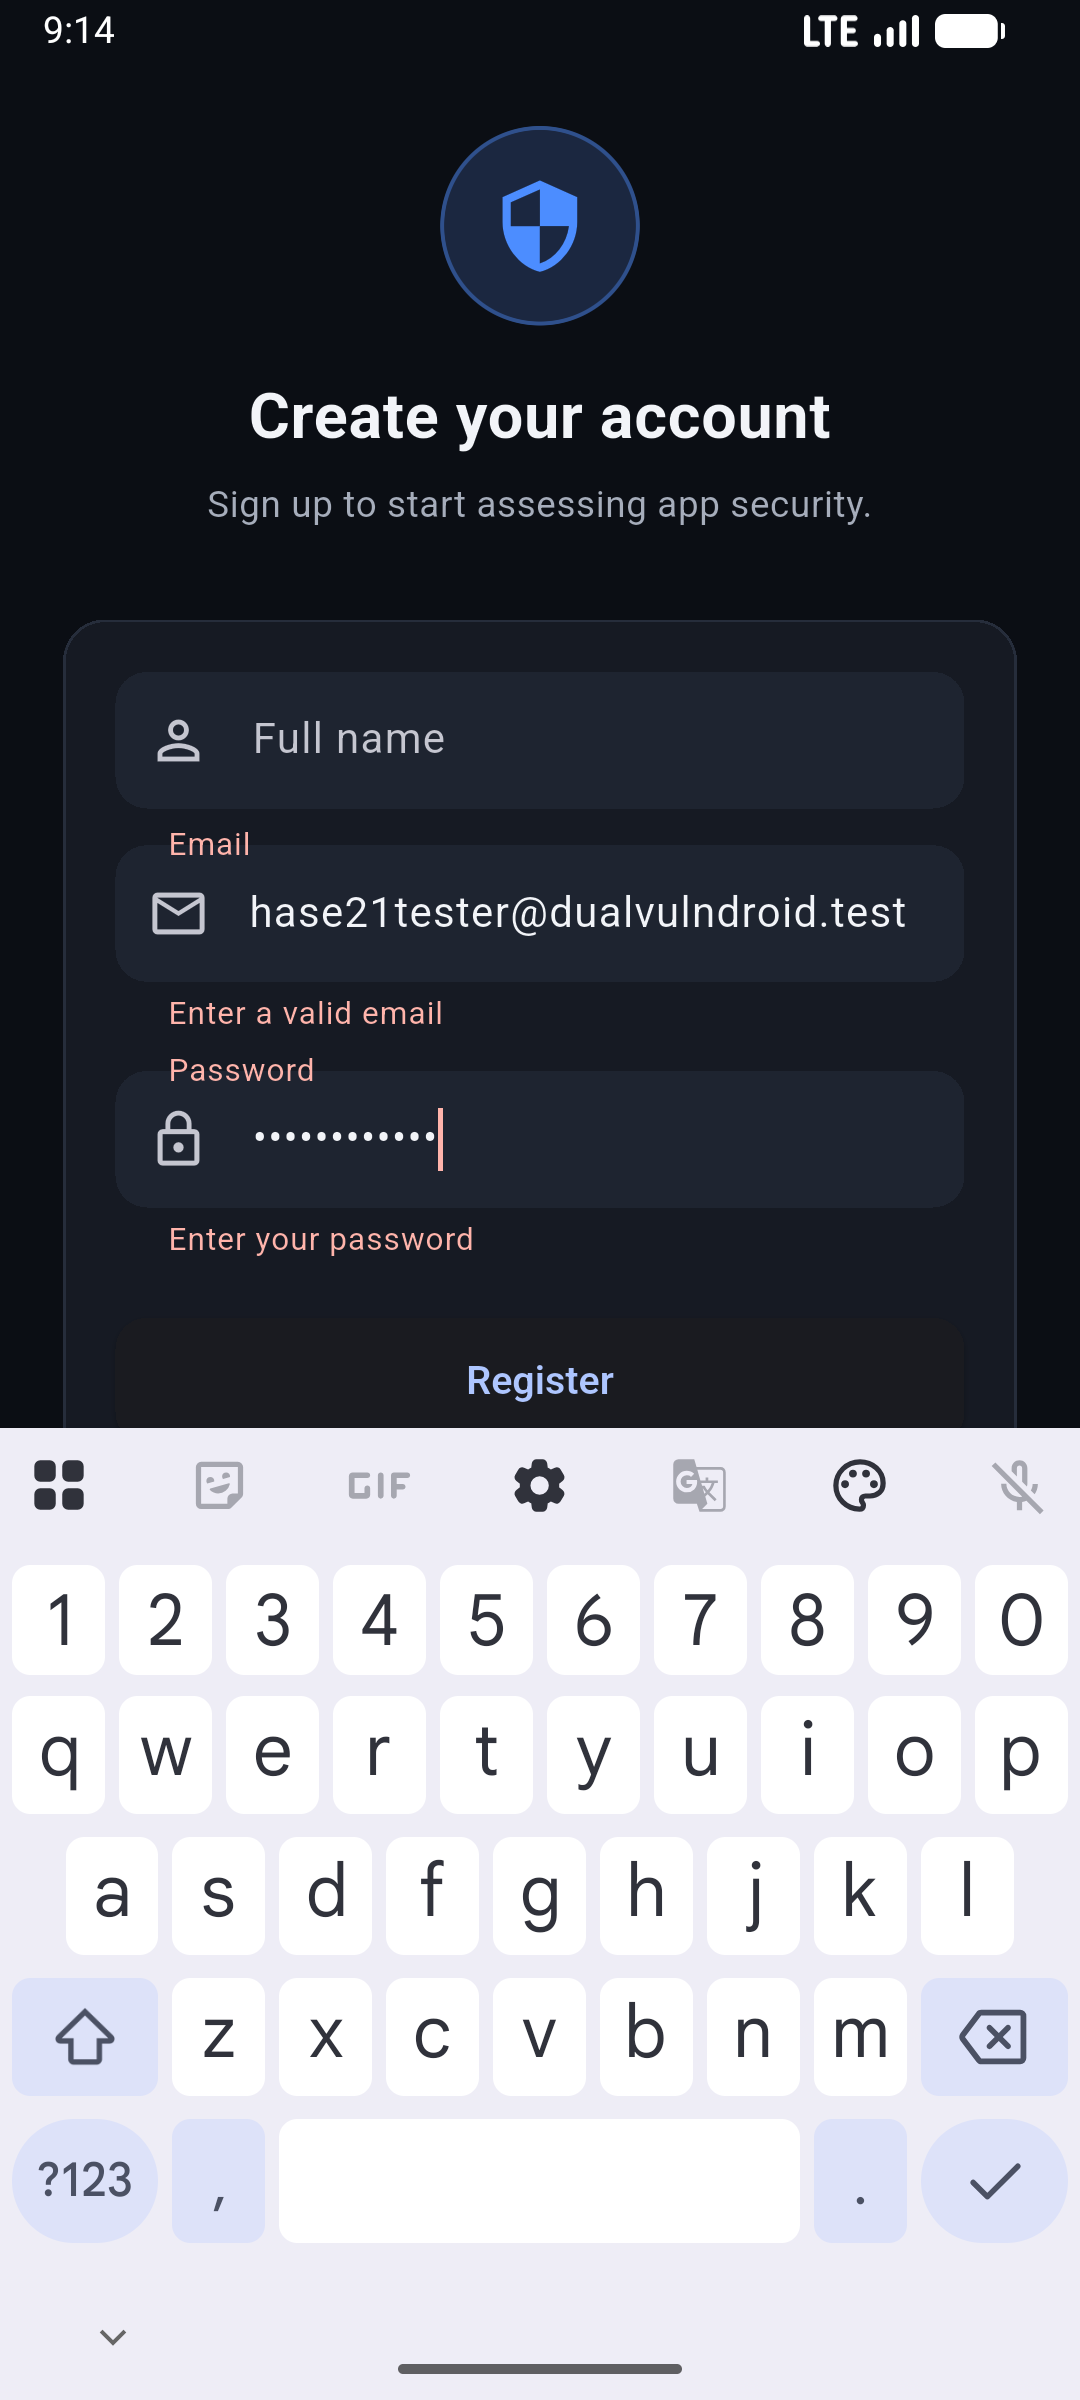 9:14
LTE
Create your account
Sign up to start assessing app security.
Full name
Email
hase21tester@dualvulndroid.test
Enter a valid email
Password
••••••••••••
Enter your password
Register
GIF
G 文
1 2 3 4 5 6 7 8 9 0
q w e r t y u i o p
a s d f g h j k l
z x c v b n m
?123 , .